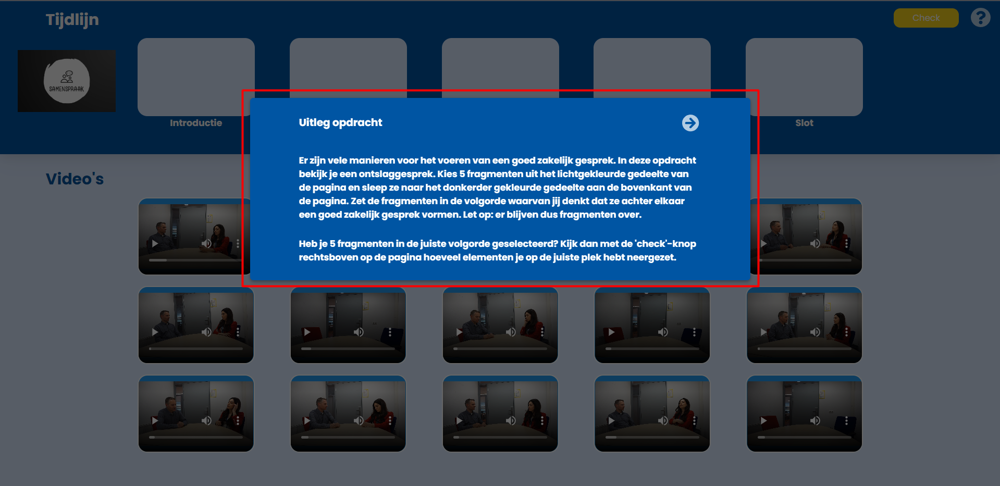 Tijdlijn
Check
SAMENSPRAAK
Introductie
Slot
Uitleg opdracht
Er zijn vele manieren voor het voeren van een goed zakelijk gesprek. In deze opdracht
bekijk je een ontslaggesprek. Kies 5 fragmenten uit het lichtgekleurde gedeelte van
de pagina en sleep ze naar het donkerder gekleurde gedeelte aan de bovenkant van
de pagina. Zet de fragmenten in de volgorde waarvan jij denkt dat ze achter elkaar
een goed zakelijk gesprek vormen. Let op: er blijven dus fragmenten over.
Heb je 5 fragmenten in de juiste volgorde geselecteerd? Kijk dan met de 'check'-knop
rechtsboven op de pagina hoeveel elementen je op de juiste plek hebt neergezet.
Video's